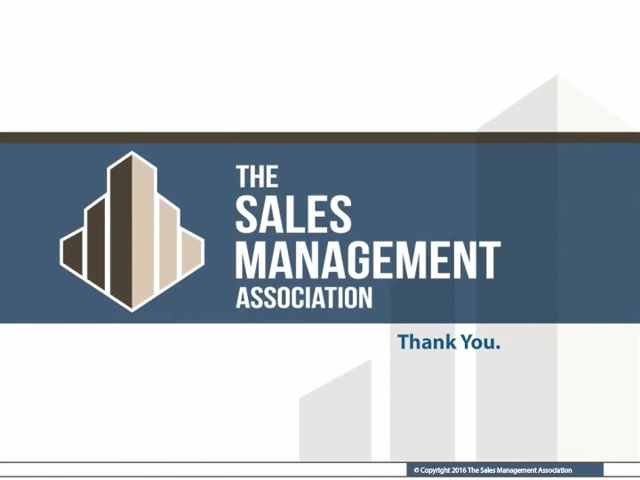 THE
SALES
MANAGEMENT
ASSOCIATION
Thank You.
© Copyright 2016 The Sales Management Association